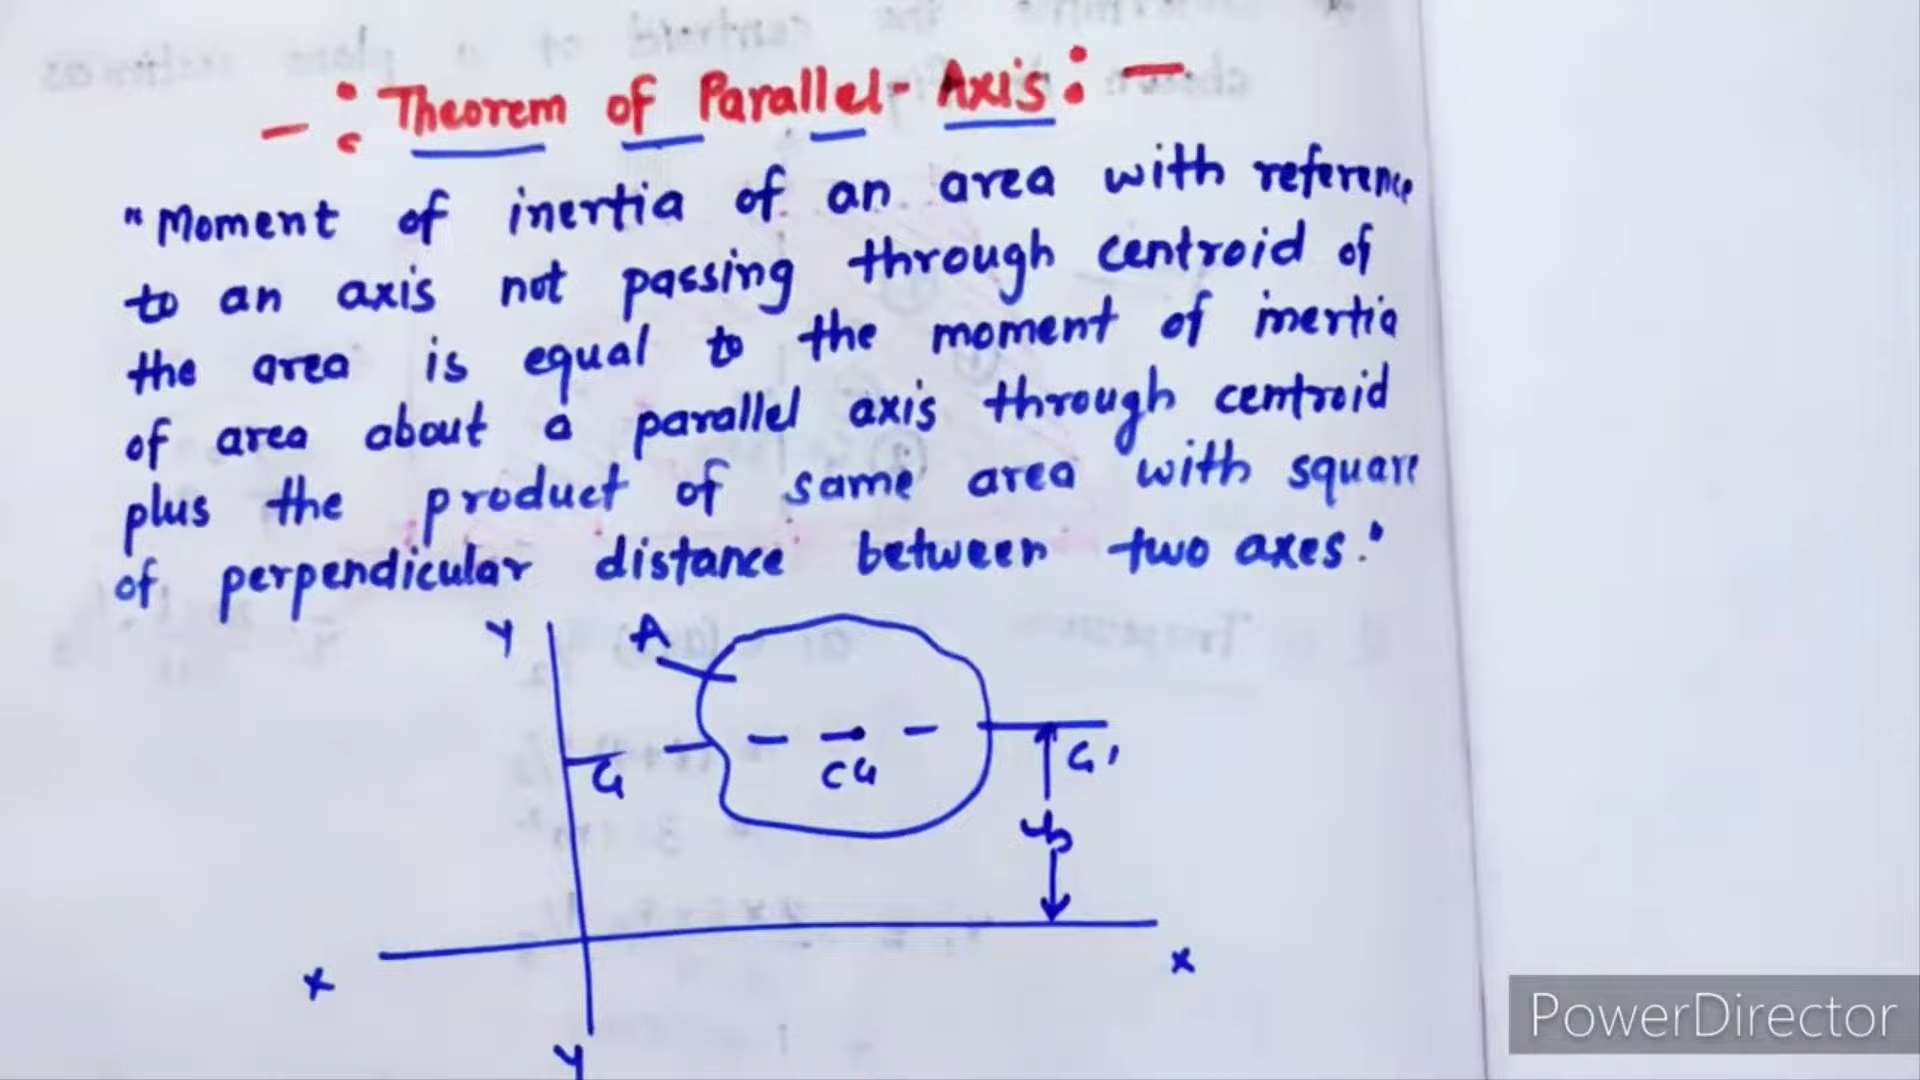 -: Theorem of Parallel-Axis: -
"Moment of inertia of an area with reference
to an axis not passing through centroid of
the area is equal to the moment of inertia
of area about a parallel axis through centroid
plus the product of same area with square
of perpendicular distance between two axes."
Y
A
G
CG
G'
X
X
Y
PowerDirector